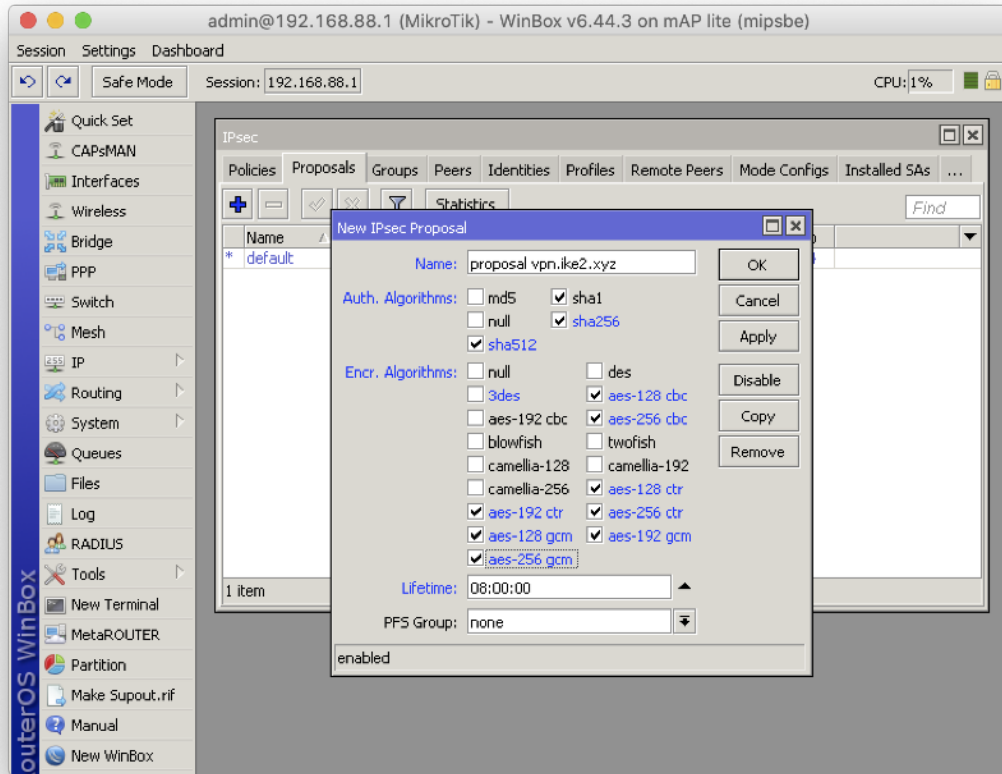 admin@192.168.88.1 (MikroTik) - WinBox v6.44.3 on mAP lite (mipsbe)
Session Settings Dashboard
Safe Mode Session: 192.168.88.1 CPU: 1%
Quick Set
CAPsMAN
Interfaces
Wireless
Bridge
PPP
Switch
Mesh
IP
Routing
System
Queues
Files
Log
RADIUS
Tools
New Terminal
MetaROUTER
Partition
Make Supout.rif
Manual
New WinBox
outerOS WinBox
IPsec
Policies Proposals Groups Peers Identities Profiles Remote Peers Mode Configs Installed SAs ...
Statistics Find
Name
* default
1 item
New IPsec Proposal
Name: proposal vpn.ike2.xyz
Auth. Algorithms: md5 sha1
null sha256
sha512
Encr. Algorithms: null des
3des aes-128 cbc
aes-192 cbc aes-256 cbc
blowfish twofish
camellia-128 camellia-192
camellia-256 aes-128 ctr
aes-192 ctr aes-256 ctr
aes-128 gcm aes-192 gcm
aes-256 gcm
Lifetime: 08:00:00
PFS Group: none
enabled
OK
Cancel
Apply
Disable
Copy
Remove